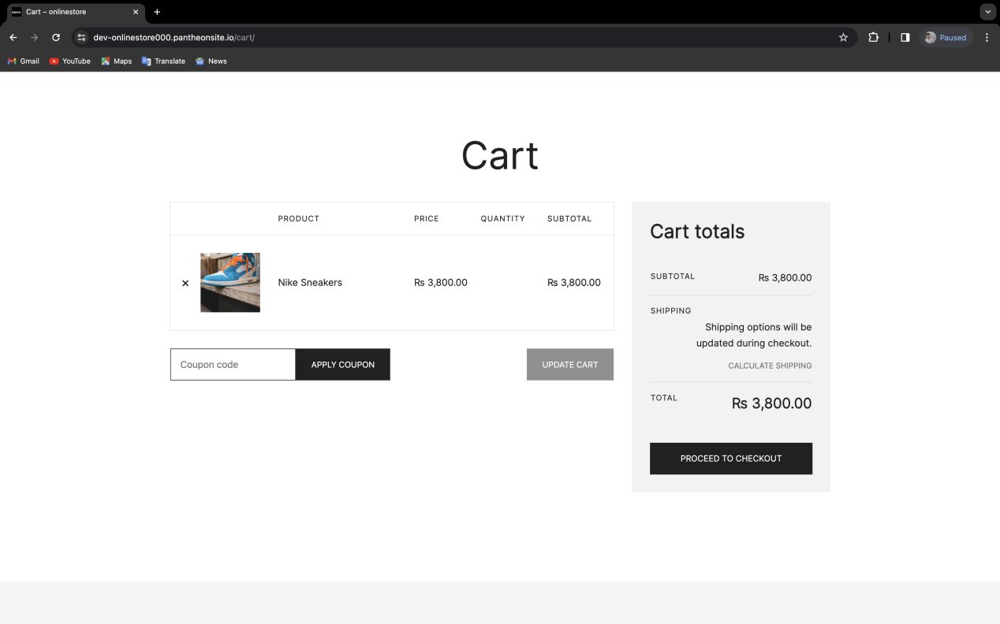 store Cart – onlinestore
dev-onlinestore000.pantheonsite.io/cart/
Paused
Gmail YouTube Maps Translate News
Cart
PRODUCT PRICE QUANTITY SUBTOTAL
× Nike Sneakers ₨ 3,800.00 ₨ 3,800.00
Coupon code APPLY COUPON UPDATE CART
Cart totals
SUBTOTAL ₨ 3,800.00
SHIPPING
Shipping options will be
updated during checkout.
CALCULATE SHIPPING
TOTAL ₨ 3,800.00
PROCEED TO CHECKOUT